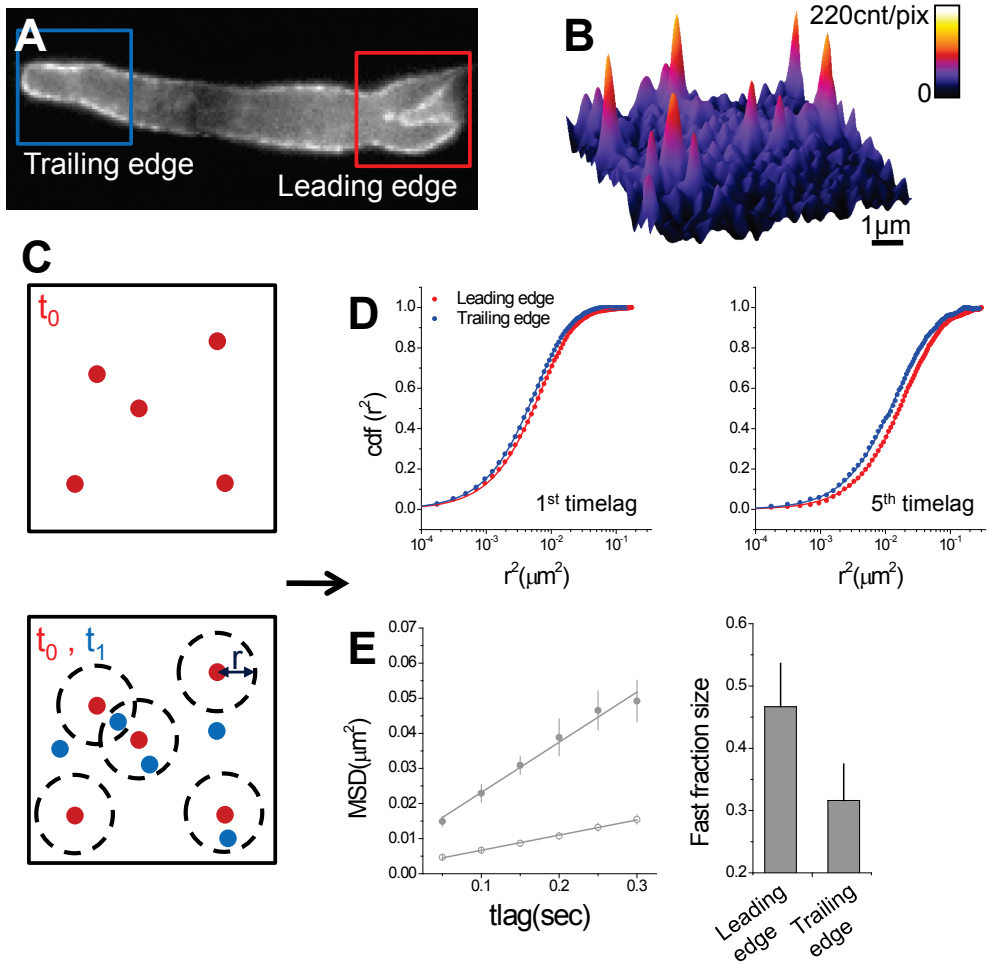 A
Trailing edge
Leading edge
B
220cnt/pix
0
1μm
C
t₀
t₀ , t₁
r
D
Leading edge
Trailing edge
cdf (r²)
1.0
0.8
0.6
0.4
0.2
0.0
10⁻⁴
10⁻³
10⁻²
10⁻¹
1ˢᵗ timelag
r²(μm²)
1.0
0.8
0.6
0.4
0.2
0.0
10⁻⁴
10⁻³
10⁻²
10⁻¹
5ᵗʰ timelag
r²(μm²)
E
MSD(μm²)
0.07
0.06
0.05
0.04
0.03
0.02
0.01
0.00
0.1
0.2
0.3
tlag(sec)
Fast fraction size
0.6
0.5
0.4
0.3
0.2
Leading
edge
Trailing
edge